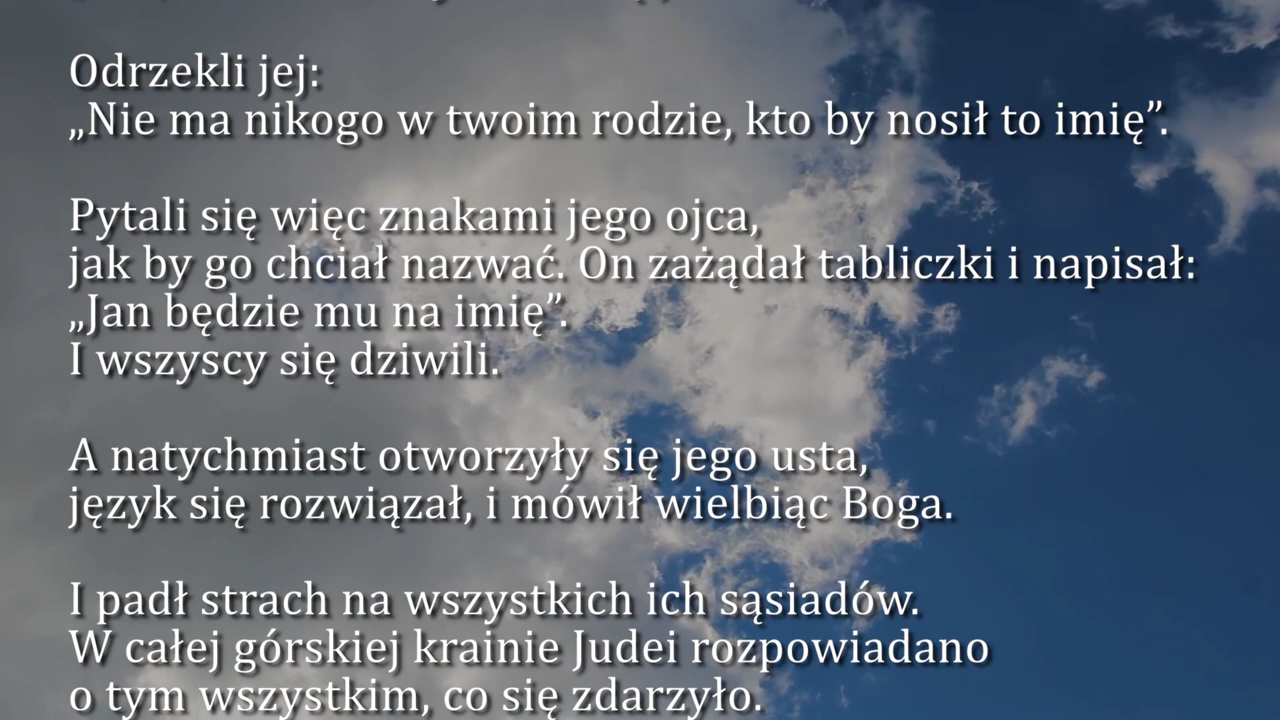 Odrzekli jej:
„Nie ma nikogo w twoim rodzie, kto by nosił to imię”.
Pytali się więc znakami jego ojca,
jak by go chciał nazwać. On zażądał tabliczki i napisał:
„Jan będzie mu na imię”.
I wszyscy się dziwili.
A natychmiast otworzyły się jego usta,
język się rozwiązał, i mówił wielbiąc Boga.
I padł strach na wszystkich ich sąsiadów.
W całej górskiej krainie Judei rozpowiadano
o tym wszystkim, co się zdarzyło.